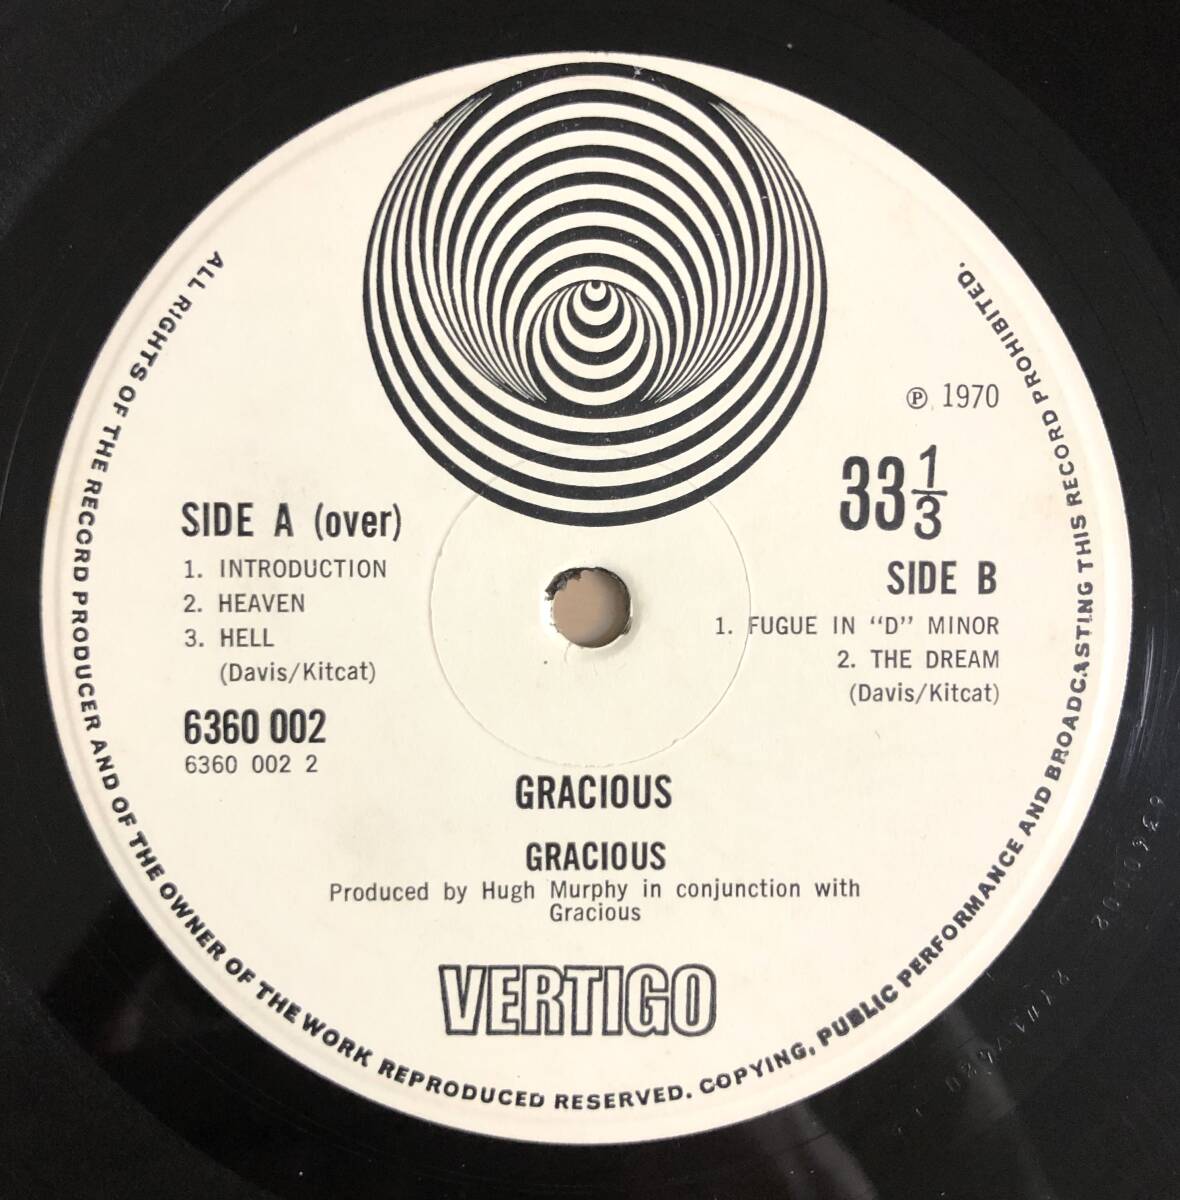 ALL RIGHTS OF THE RECORD PRODUCER AND OF THE OWNER OF THE WORK REPRODUCED RESERVED. COPYING, PUBLIC PERFORMANCE AND BROADCASTING THIS RECORD PROHIBITED.
℗ 1970
33 1/3
SIDE A (over)
1. INTRODUCTION
2. HEAVEN
3. HELL
(Davis/Kitcat)
6360 002
6360 002 2
SIDE B
1. FUGUE IN “D” MINOR
2. THE DREAM
(Davis/Kitcat)
GRACIOUS
GRACIOUS
Produced by Hugh Murphy in conjunction with
Gracious
VERTIGO